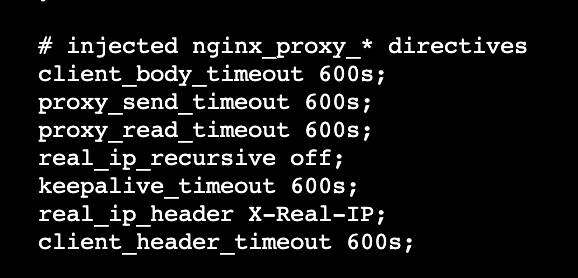 # injected nginx_proxy_* directives
client_body_timeout 600s;
proxy_send_timeout 600s;
proxy_read_timeout 600s;
real_ip_recursive off;
keepalive_timeout 600s;
real_ip_header X-Real-IP;
client_header_timeout 600s;